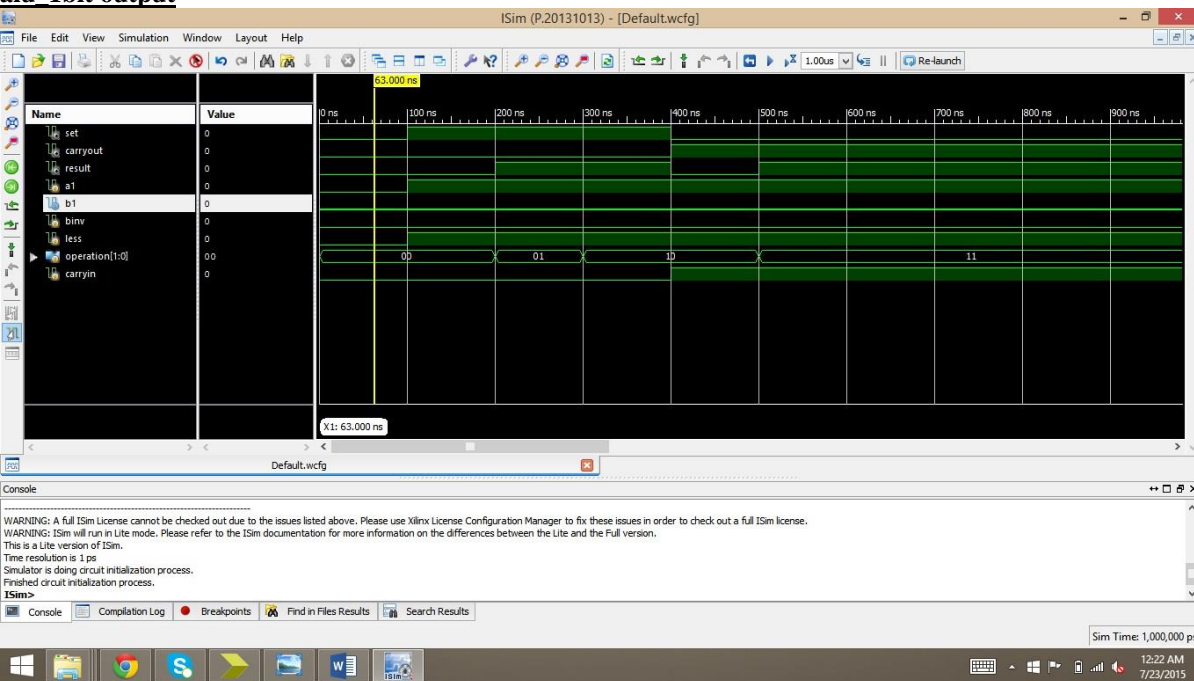 alu_1bit output
ISim (P.20131013) - [Default.wcfg]
File Edit View Simulation Window Layout Help
1.00us Re-launch
63.000 ns
Name Value
0 ns 100 ns 200 ns 300 ns 400 ns 500 ns 600 ns 700 ns 800 ns 900 ns
set 0
carryout 0
result 0
a1 0
b1 0
binv 0
less 0
operation[1:0] 00 00 01 10 11
carryin 0
X1: 63.000 ns
Default.wcfg
Console
WARNING: A full ISim License cannot be checked out due to the issues listed above. Please use Xilinx License Configuration Manager to fix these issues in order to check out a full ISim license.
WARNING: ISim will run in Lite mode. Please refer to the ISim documentation for more information on the differences between the Lite and the Full version.
This is a Lite version of ISim.
Time resolution is 1 ps
Simulator is doing circuit initialization process.
Finished circuit initialization process.
ISim>
Console Compilation Log Breakpoints Find in Files Results Search Results
Sim Time: 1,000,000 ps
12:22 AM
7/23/2015